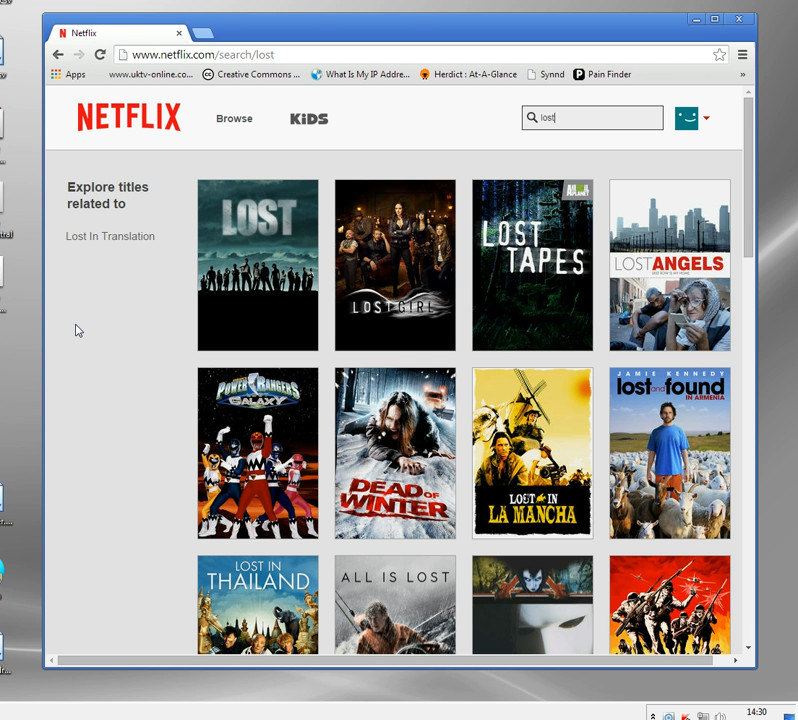 Netflix
www.netflix.com/search/lost
Apps www.uktv-online.co... Creative Commons ... What Is My IP Addre... Herdict : At-A-Glance Synnd Pain Finder »
NETFLIX Browse KiDS lost
Explore titles
related to
Lost In Translation
LOST
LOST GIRL
LOST
TAPES
LOSTANGELS
POWER RANGERS
LOST GALAXY
DEAD OF
WINTER
LOST IN
LA MANCHA
JAMIE KENNEDY
lost and found
IN ARMENIA
LOST IN
THAILAND
ALL IS LOST
14:30